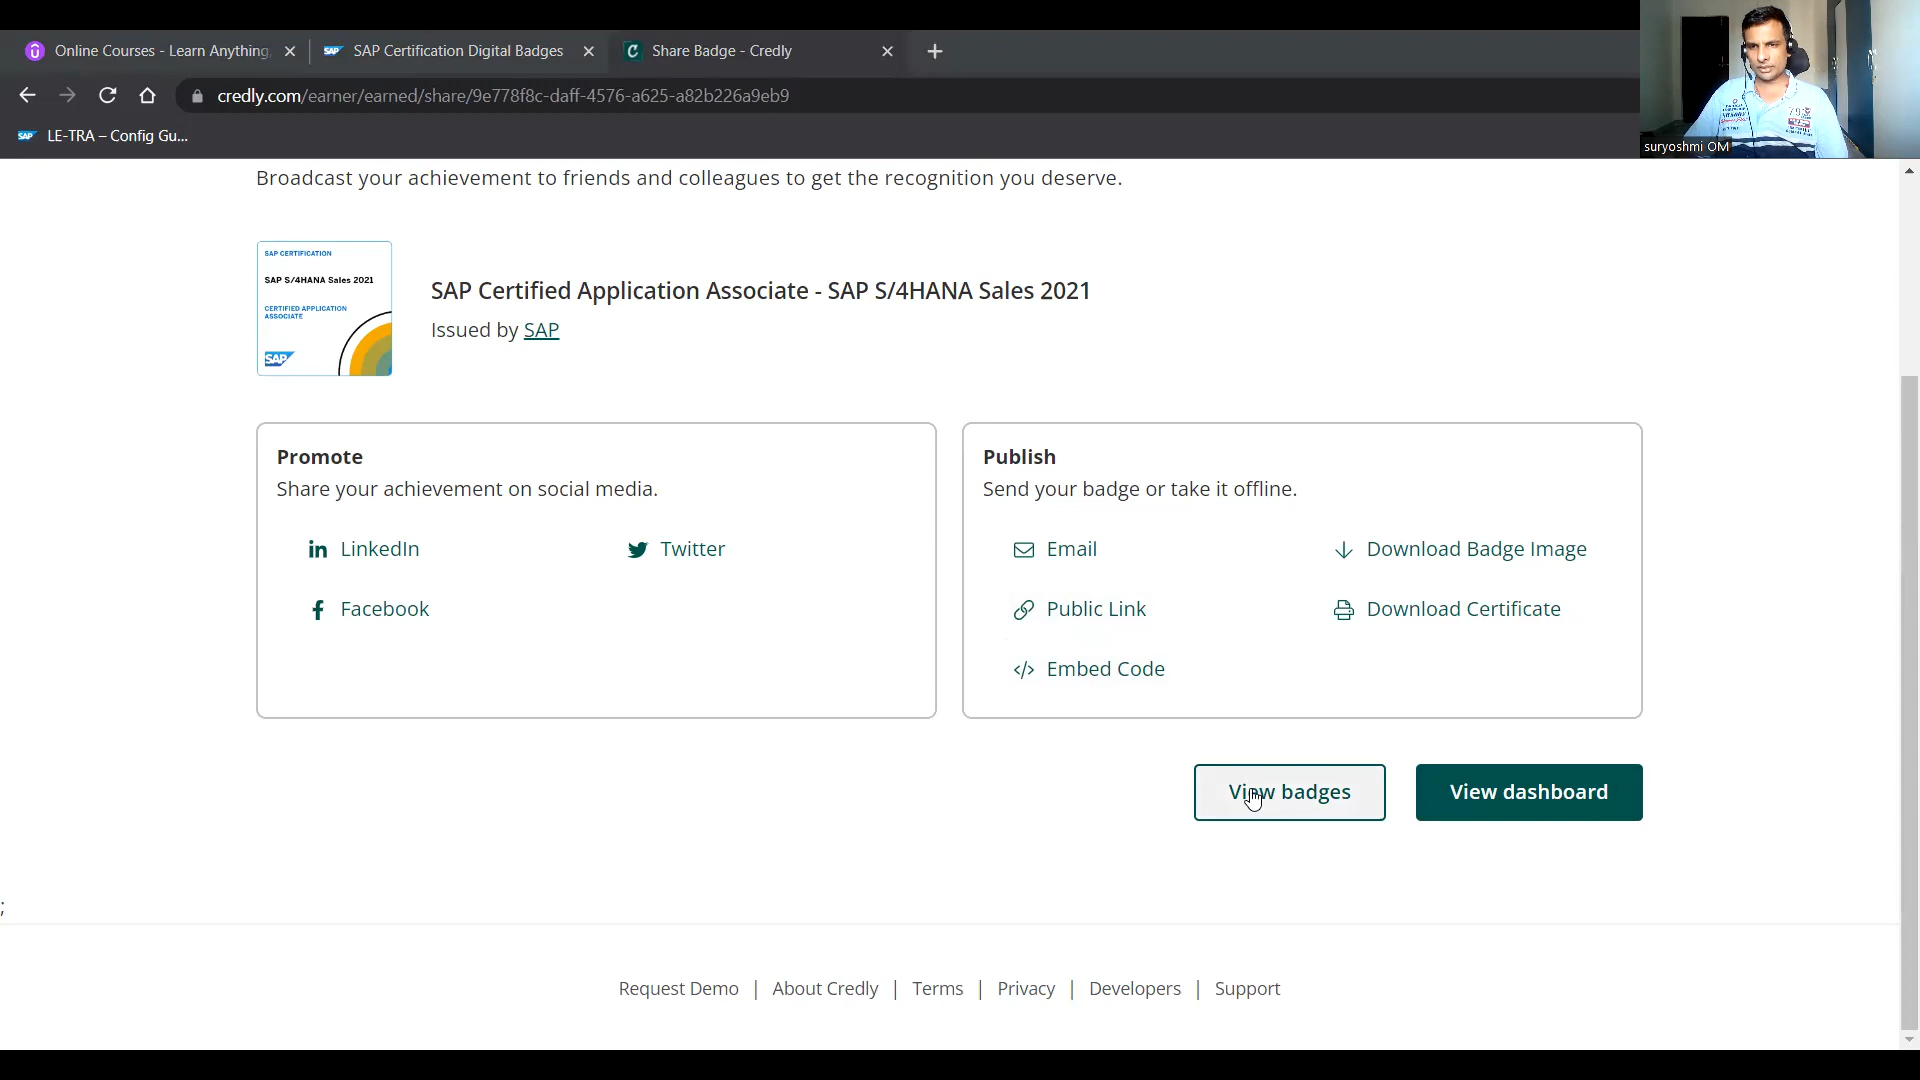 Online Courses - Learn Anything,
SAP Certification Digital Badges
Share Badge - Credly
credly.com/earner/earned/share/9e778f8c-daff-4576-a625-a82b226a9eb9
SAP LE-TRA – Config Gu...
suryoshmi OM
Broadcast your achievement to friends and colleagues to get the recognition you deserve.
SAP CERTIFICATION
SAP S/4HANA Sales 2021
CERTIFIED APPLICATION
ASSOCIATE
SAP
SAP Certified Application Associate - SAP S/4HANA Sales 2021
Issued by SAP
Promote
Share your achievement on social media.
LinkedIn
Twitter
Facebook
Publish
Send your badge or take it offline.
Email
Download Badge Image
Public Link
Download Certificate
Embed Code
View badges
View dashboard
;
Request Demo | About Credly | Terms | Privacy | Developers | Support